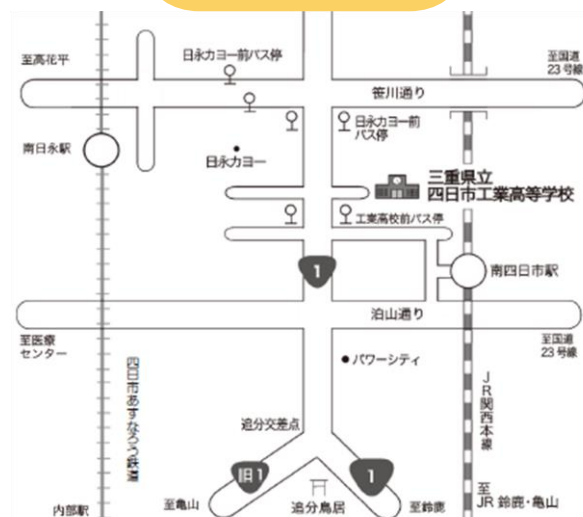 至高花平
日永カヨー前バス停
至国道
23号線
笹川通り
日永カヨー前
バス停
南日永駅
日永カヨー
三重県立
四日市工業高等学校
工業高校前バス停
1
南四日市駅
泊山通り
至医療
センター
至国道
23号線
パワーシティ
四日市あすなろう鉄道
JR関西本線
追分交差点
旧1
1
至亀山
追分鳥居
至鈴鹿
内部駅
至
JR 鈴鹿・亀山